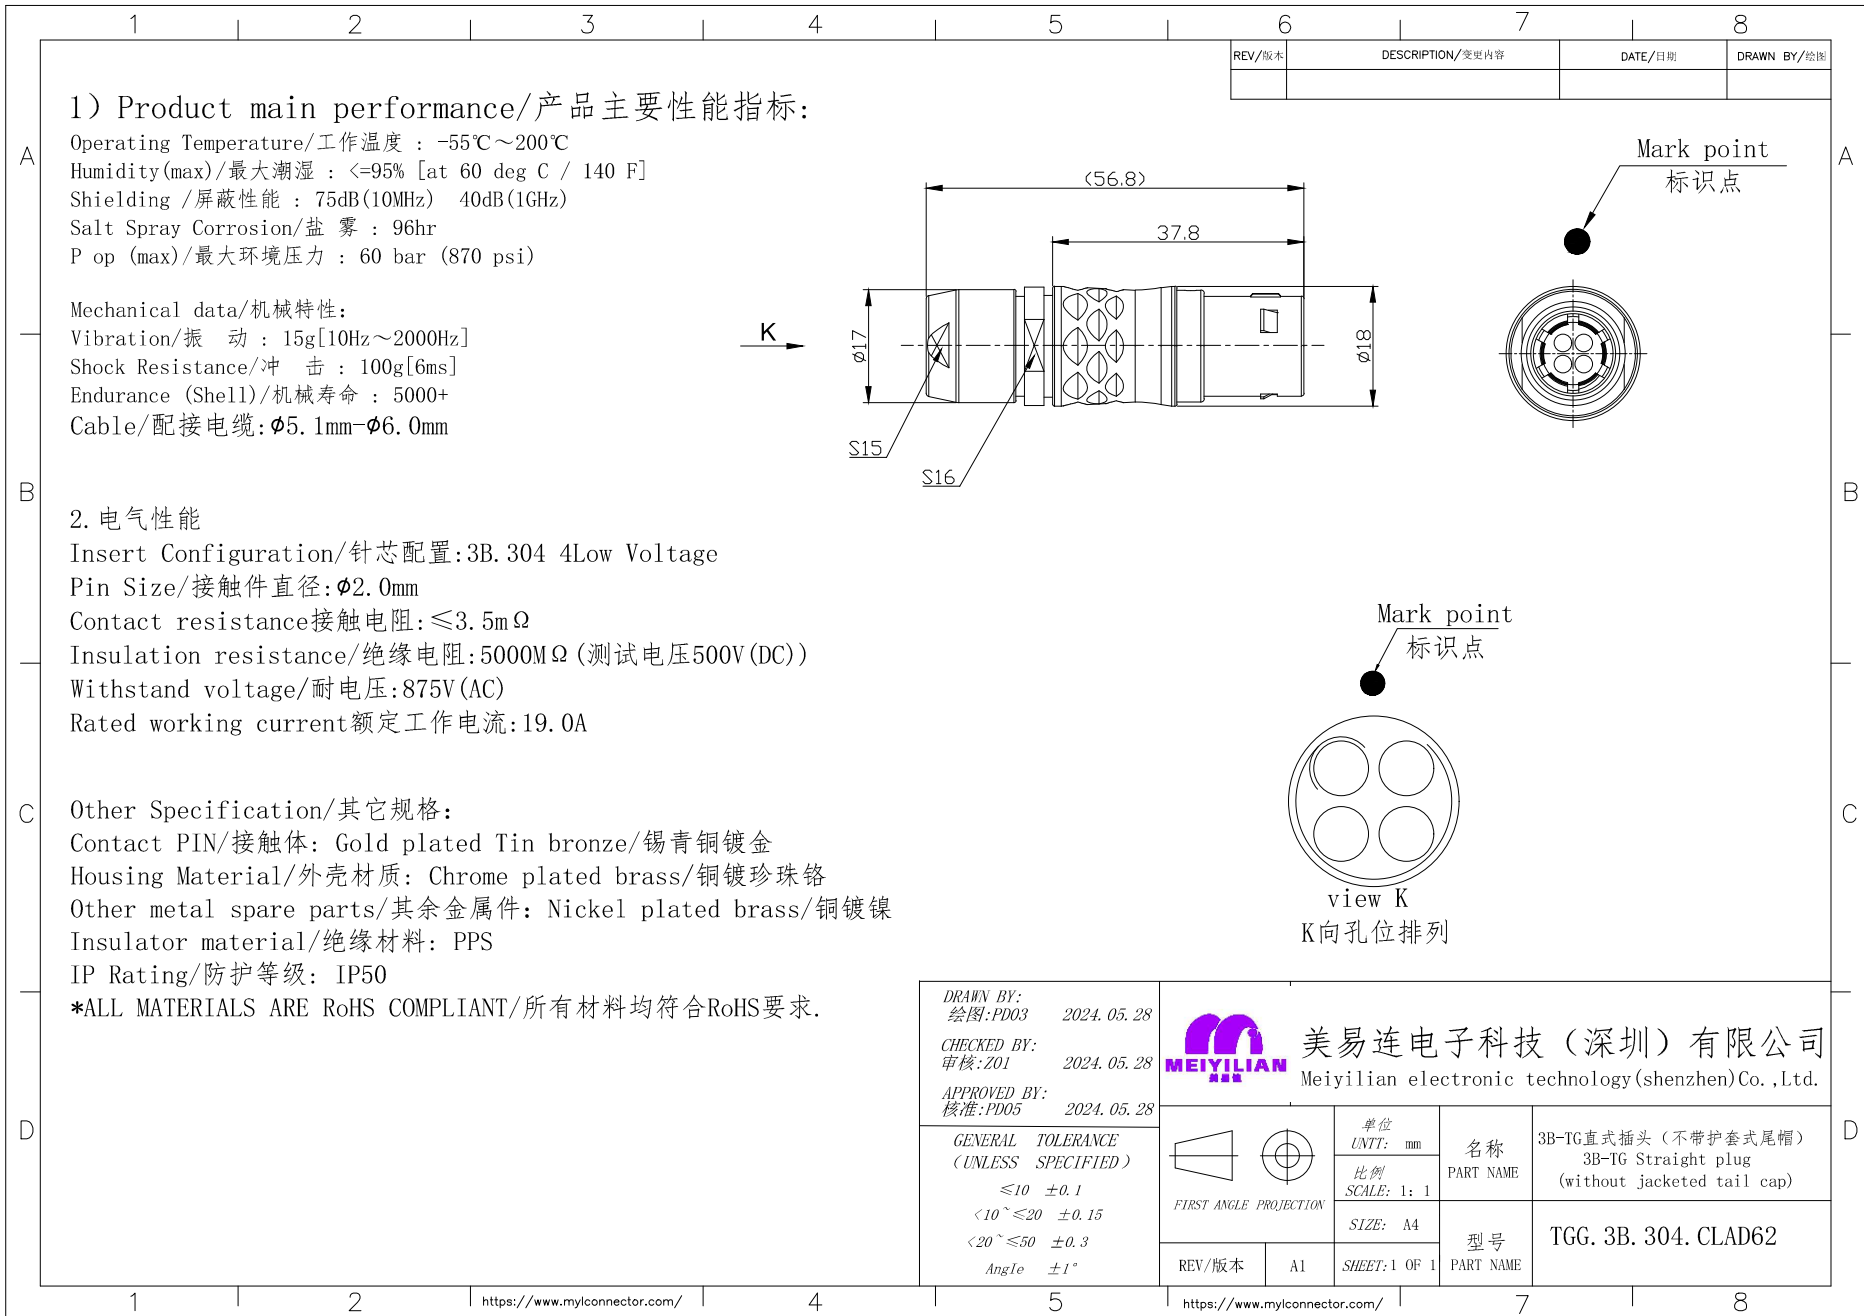 1 2 3 4 5 6 7 8
REV/版本 DESCRIPTION/变更内容 DATE/日期 DRAWN BY/绘图
1) Product main performance/产品主要性能指标:
Operating Temperature/工作温度 : -55℃~200℃
Humidity(max)/最大潮湿 : <=95% [at 60 deg C / 140 F]
Shielding /屏蔽性能 : 75dB(10MHz) 40dB(1GHz)
Salt Spray Corrosion/盐 雾 : 96hr
P op (max)/最大环境压力 : 60 bar (870 psi)
Mechanical data/机械特性:
Vibration/振 动 : 15g[10Hz~2000Hz]
Shock Resistance/冲 击 : 100g[6ms]
Endurance (Shell)/机械寿命 : 5000+
Cable/配接电缆:Φ5.1mm-Φ6.0mm
2.电气性能
Insert Configuration/针芯配置:3B.304 4Low Voltage
Pin Size/接触件直径:Φ2.0mm
Contact resistance接触电阻:≤3.5mΩ
Insulation resistance/绝缘电阻:5000MΩ(测试电压500V(DC))
Withstand voltage/耐电压:875V(AC)
Rated working current额定工作电流:19.0A
Other Specification/其它规格:
Contact PIN/接触体: Gold plated Tin bronze/锡青铜镀金
Housing Material/外壳材质: Chrome plated brass/铜镀珍珠铬
Other metal spare parts/其余金属件: Nickel plated brass/铜镀镍
Insulator material/绝缘材料: PPS
IP Rating/防护等级: IP50
*ALL MATERIALS ARE RoHS COMPLIANT/所有材料均符合RoHS要求.
A
B
C
D
(56.8)
37.8
K
ø17
ø18
S15
S16
Mark point
标识点
Mark point
标识点
view K
K向孔位排列
A
B
C
D
DRAWN BY:
绘图:PD03 2024.05.28
CHECKED BY:
审核:Z01 2024.05.28
APPROVED BY:
核准:PD05 2024.05.28
GENERAL TOLERANCE
(UNLESS SPECIFIED)
≤10 ±0.1
<10~≤20 ±0.15
<20~≤50 ±0.3
Angle ±1°
MEIYILIAN
美易连
美易连电子科技（深圳）有限公司
Meiyilian electronic technology(shenzhen)Co.,Ltd.
FIRST ANGLE PROJECTION
REV/版本 A1
单位
UNTT: mm
比例
SCALE: 1: 1
SIZE: A4
SHEET:1 OF 1
名称
PART NAME
3B-TG直式插头（不带护套式尾帽）
3B-TG Straight plug
(without jacketed tail cap)
型号
PART NAME
TGG.3B.304.CLAD62
1 2 https://www.mylconnector.com/ 4 5 https://www.mylconnector.com/ 7 8